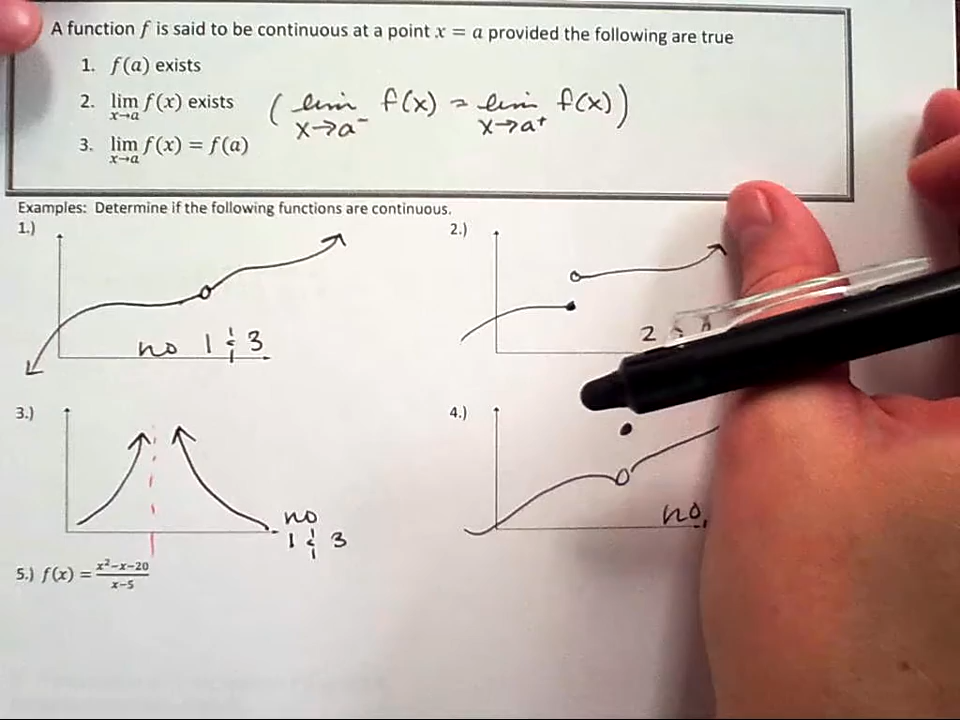 A function f is said to be continuous at a point x = a provided the following are true
1. f(a) exists
2. lim x→a f(x) exists ( lim x→a⁻ f(x) = lim x→a⁺ f(x) )
3. lim x→a f(x) = f(a)
Examples: Determine if the following functions are continuous.
1.)
no 1 & 3
2.)
2
3.)
no
1 & 3
4.)
no,
5.) f(x) = x²−x−20 / x−5